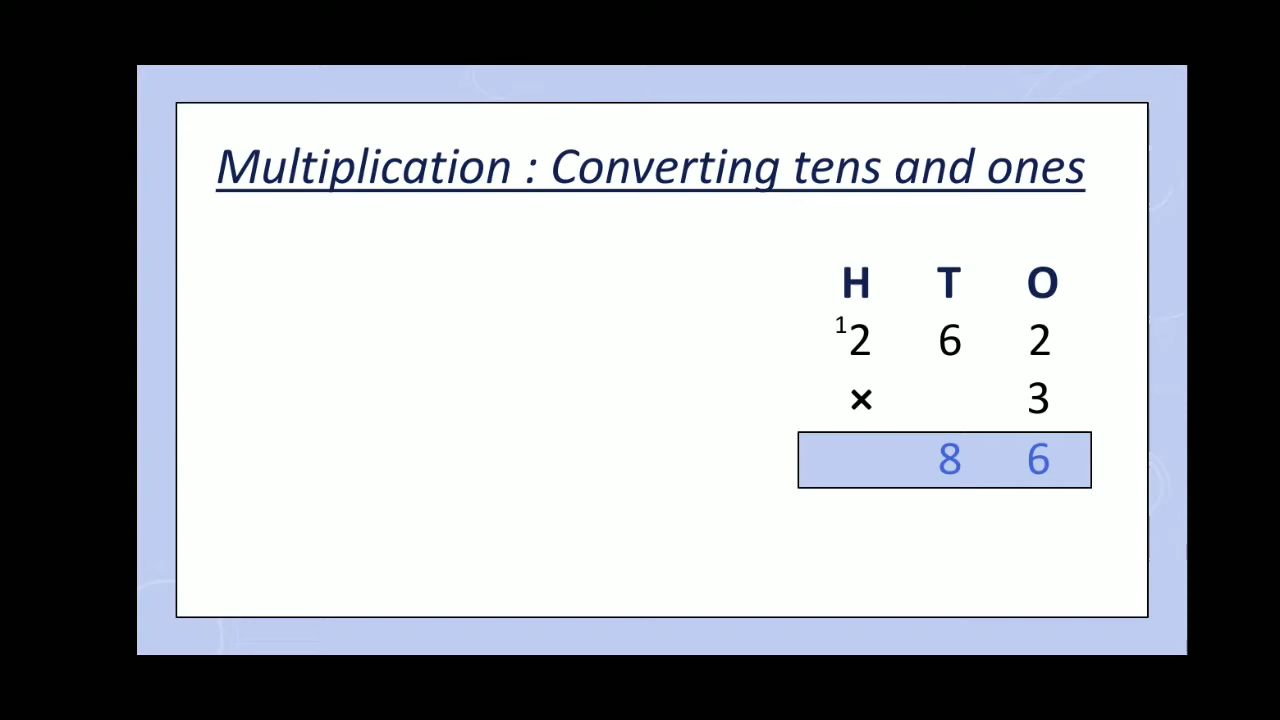 Multiplication : Converting tens and ones
H T O
¹2 6 2
× 3
8 6